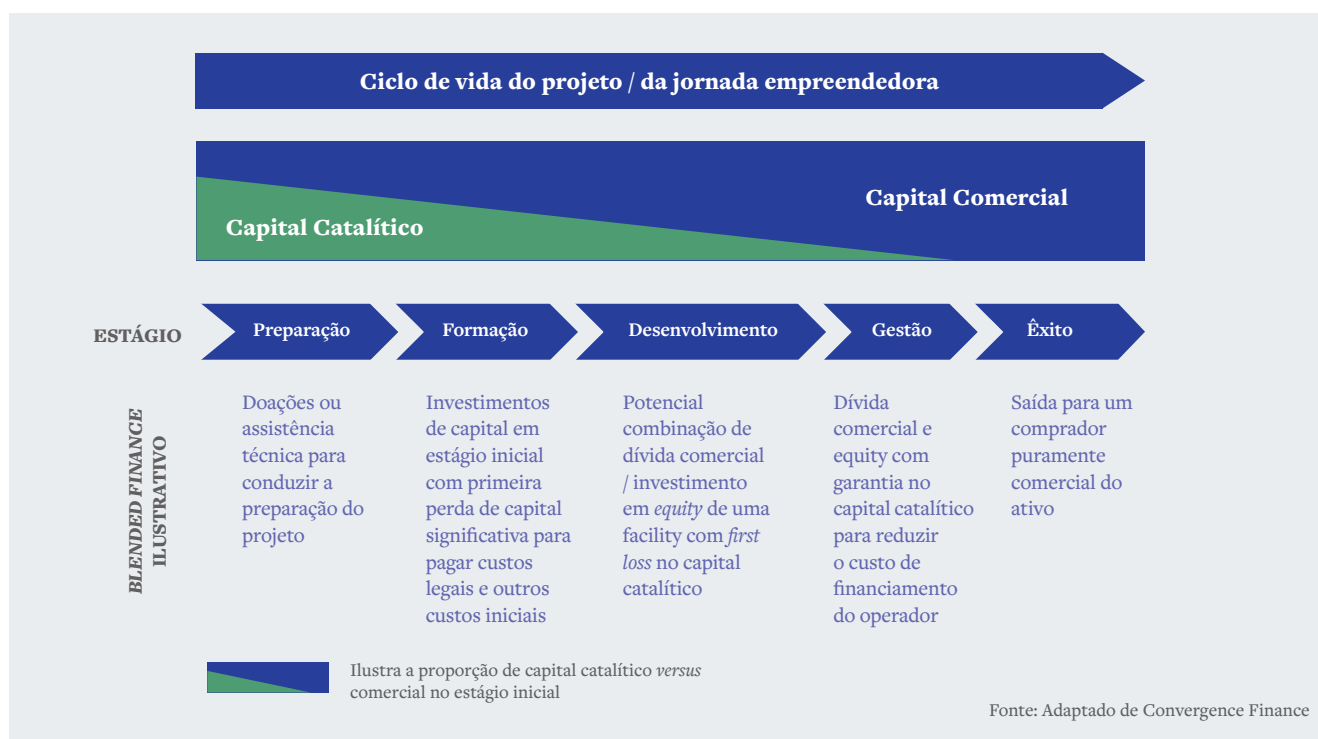 Ciclo de vida do projeto / da jornada empreendedora
Capital Comercial
Capital Catalítico
ESTÁGIO
Preparação
Formação
Desenvolvimento
Gestão
Êxito
BLENDED FINANCE
ILUSTRATIVO
Doações ou
assistência
técnica para
conduzir a
preparação do
projeto
Investimentos
de capital em
estágio inicial
com primeira
perda de capital
significativa para
pagar custos
legais e outros
custos iniciais
Potencial
combinação de
dívida comercial
/ investimento
em equity de uma
facility com first
loss no capital
catalítico
Dívida
comercial e
equity com
garantia no
capital catalítico
para reduzir
o custo de
financiamento
do operador
Saída para um
comprador
puramente
comercial do
ativo
Ilustra a proporção de capital catalítico versus
comercial no estágio inicial
Fonte: Adaptado de Convergence Finance